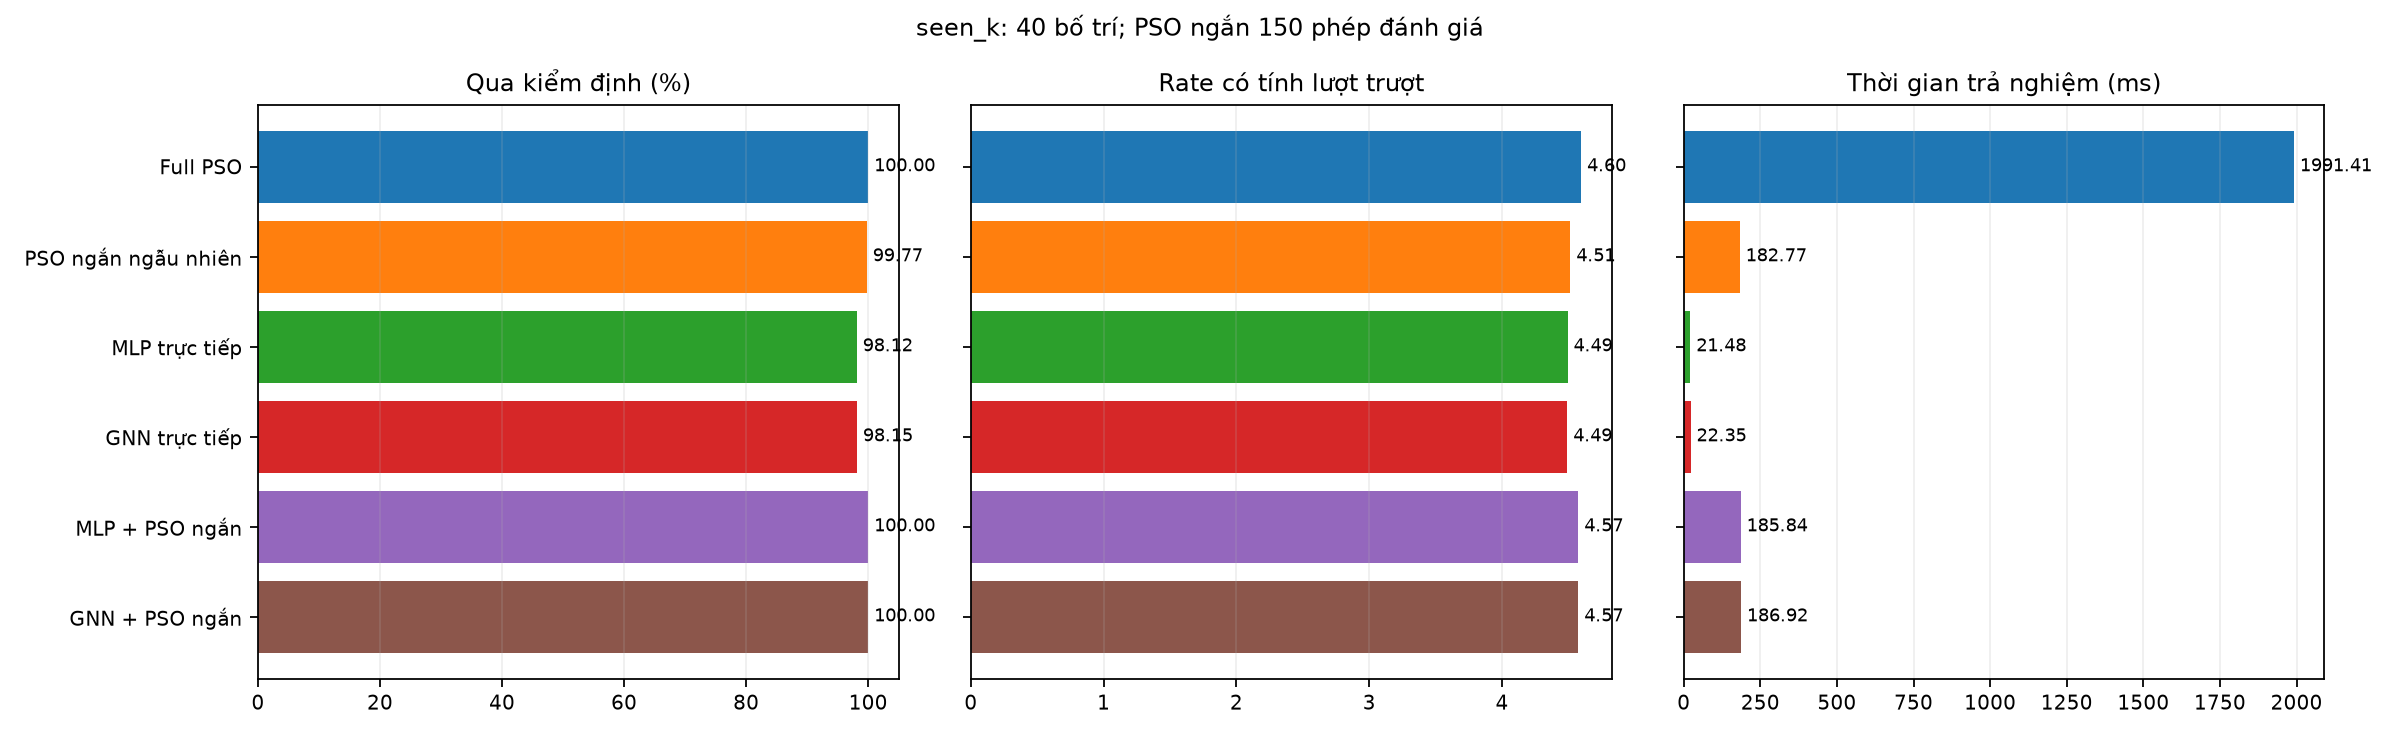 seen_k: 40 bố trí; PSO ngắn 150 phép đánh giá
Qua kiểm định (%)
Full PSO
100.00
PSO ngắn ngẫu nhiên
99.77
MLP trực tiếp
98.12
GNN trực tiếp
98.15
MLP + PSO ngắn
100.00
GNN + PSO ngắn
100.00
0 20 40 60 80 100
Rate có tính lượt trượt
4.60
4.51
4.49
4.49
4.57
4.57
0 1 2 3 4
Thời gian trả nghiệm (ms)
1991.41
182.77
21.48
22.35
185.84
186.92
0 250 500 750 1000 1250 1500 1750 2000